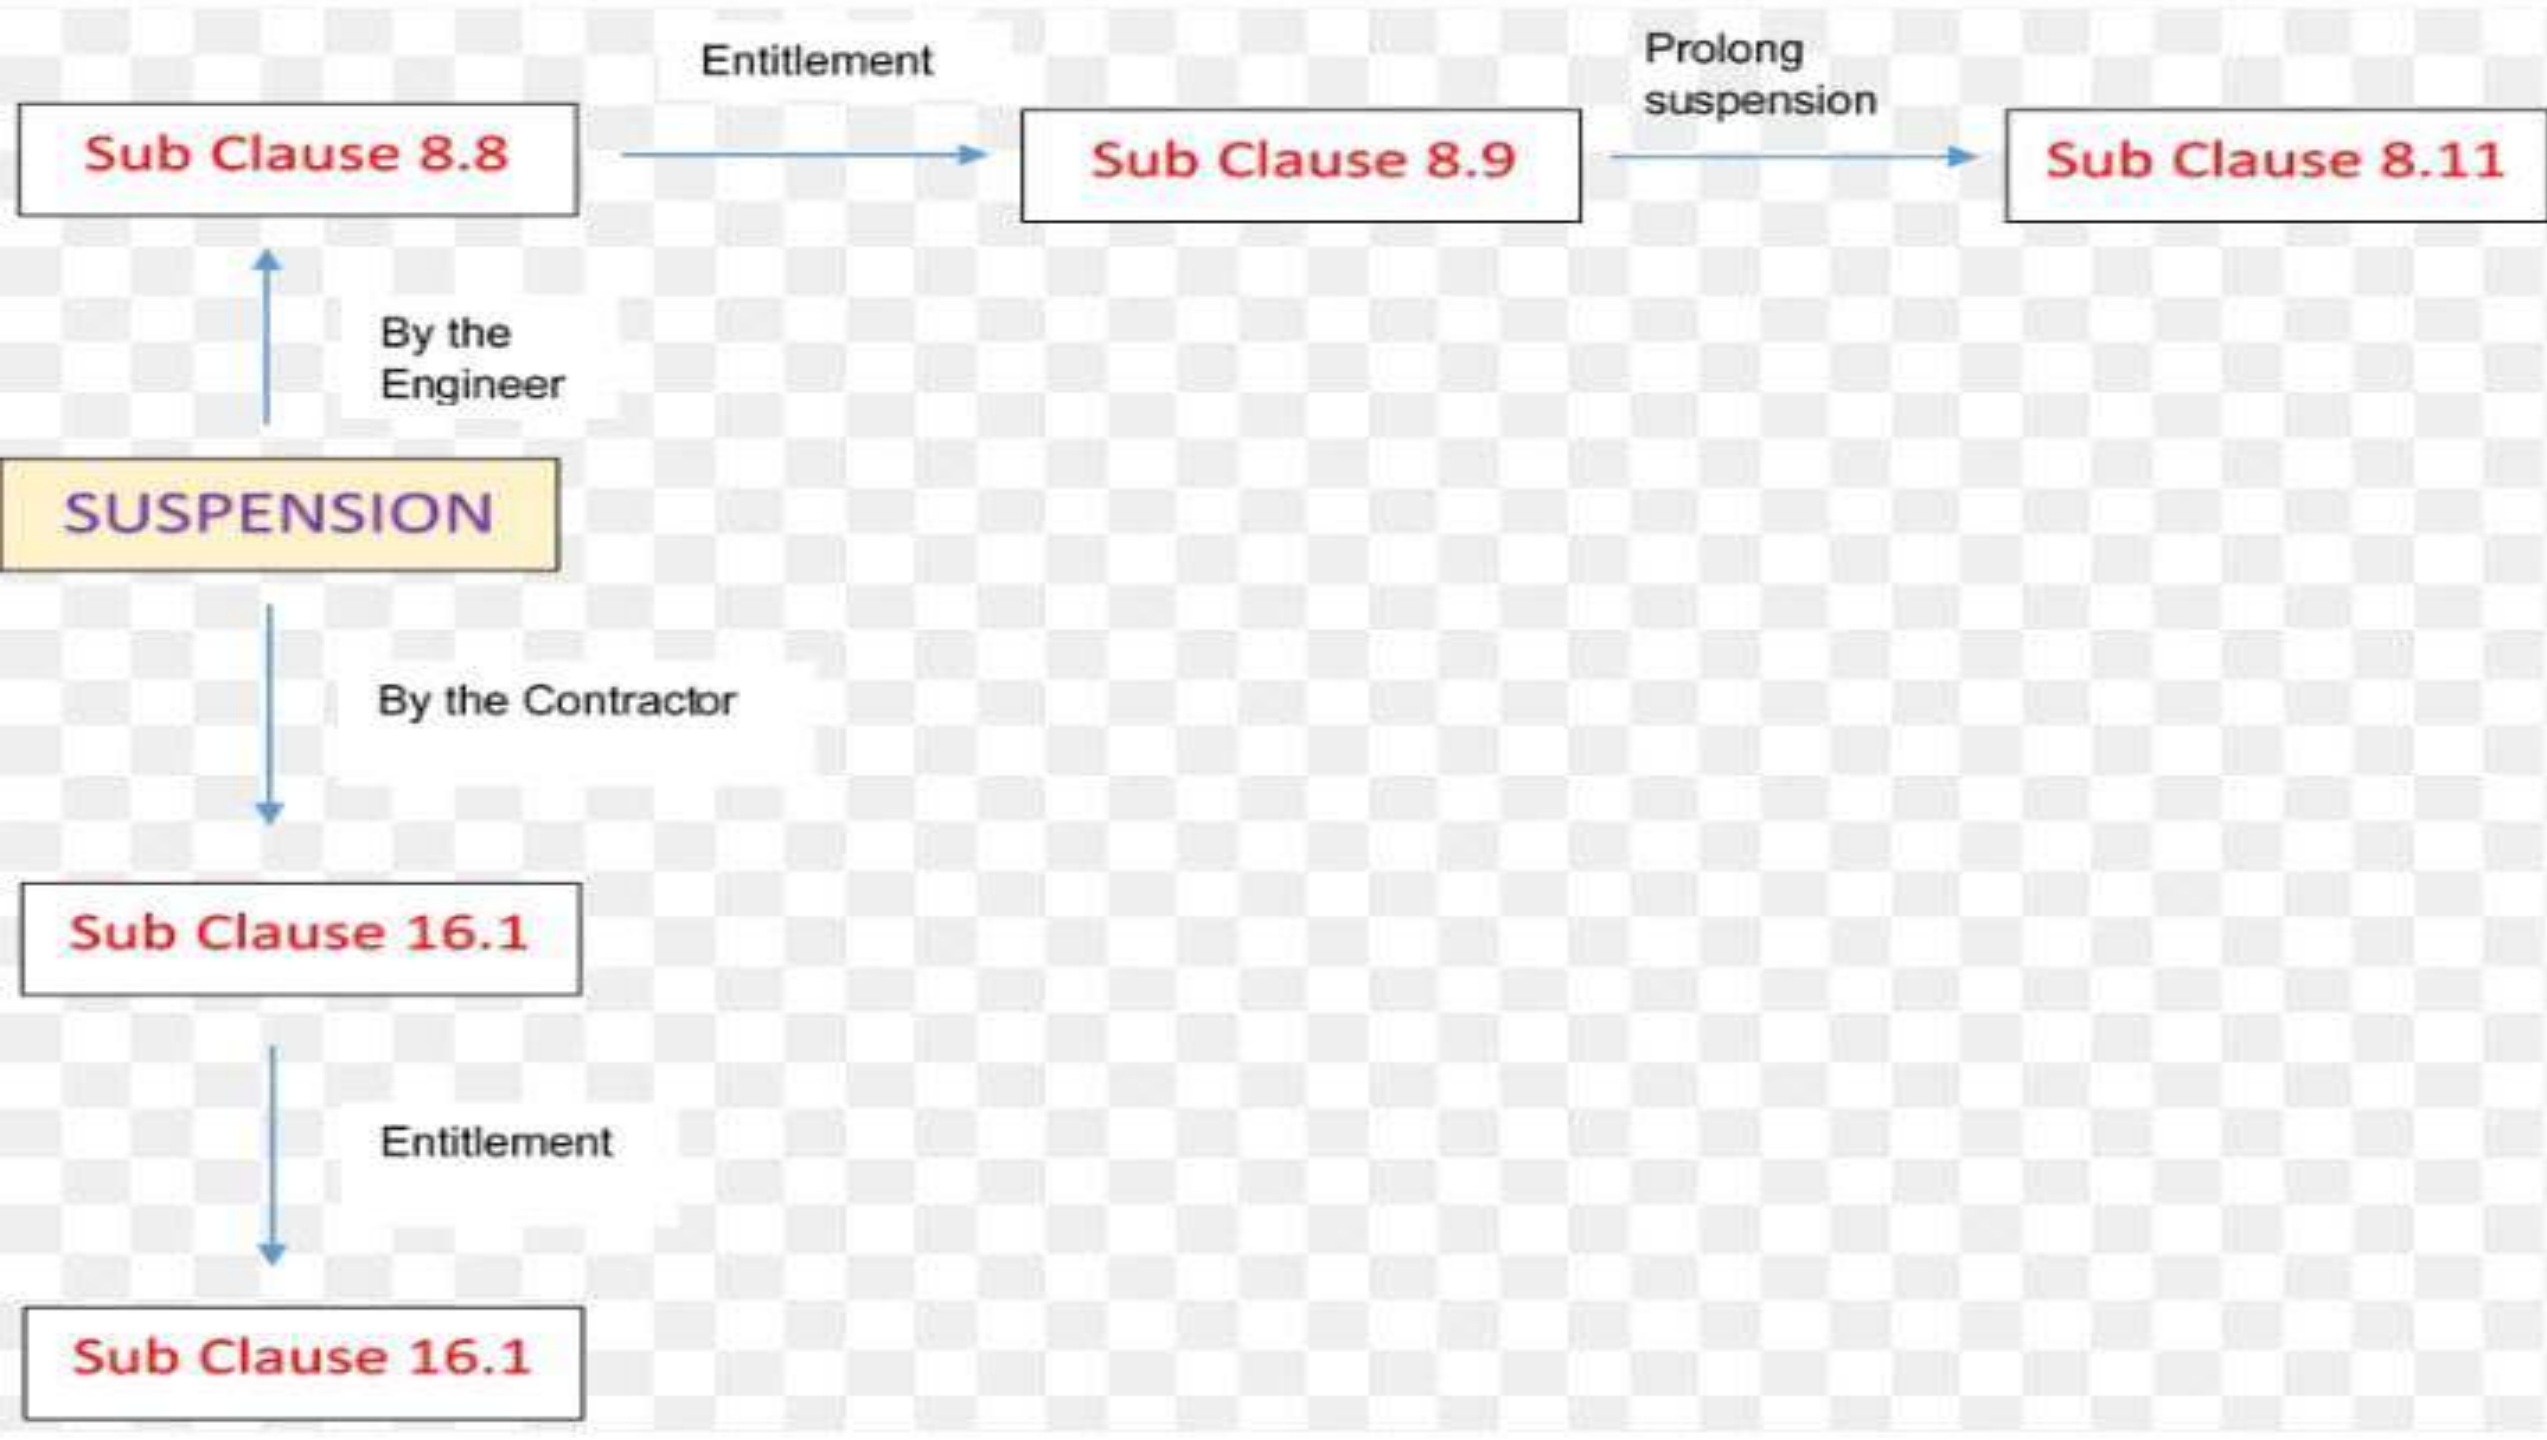 Entitlement
Prolong
suspension
Sub Clause 8.8
Sub Clause 8.9
Sub Clause 8.11
By the
Engineer
SUSPENSION
By the Contractor
Sub Clause 16.1
Entitlement
Sub Clause 16.1